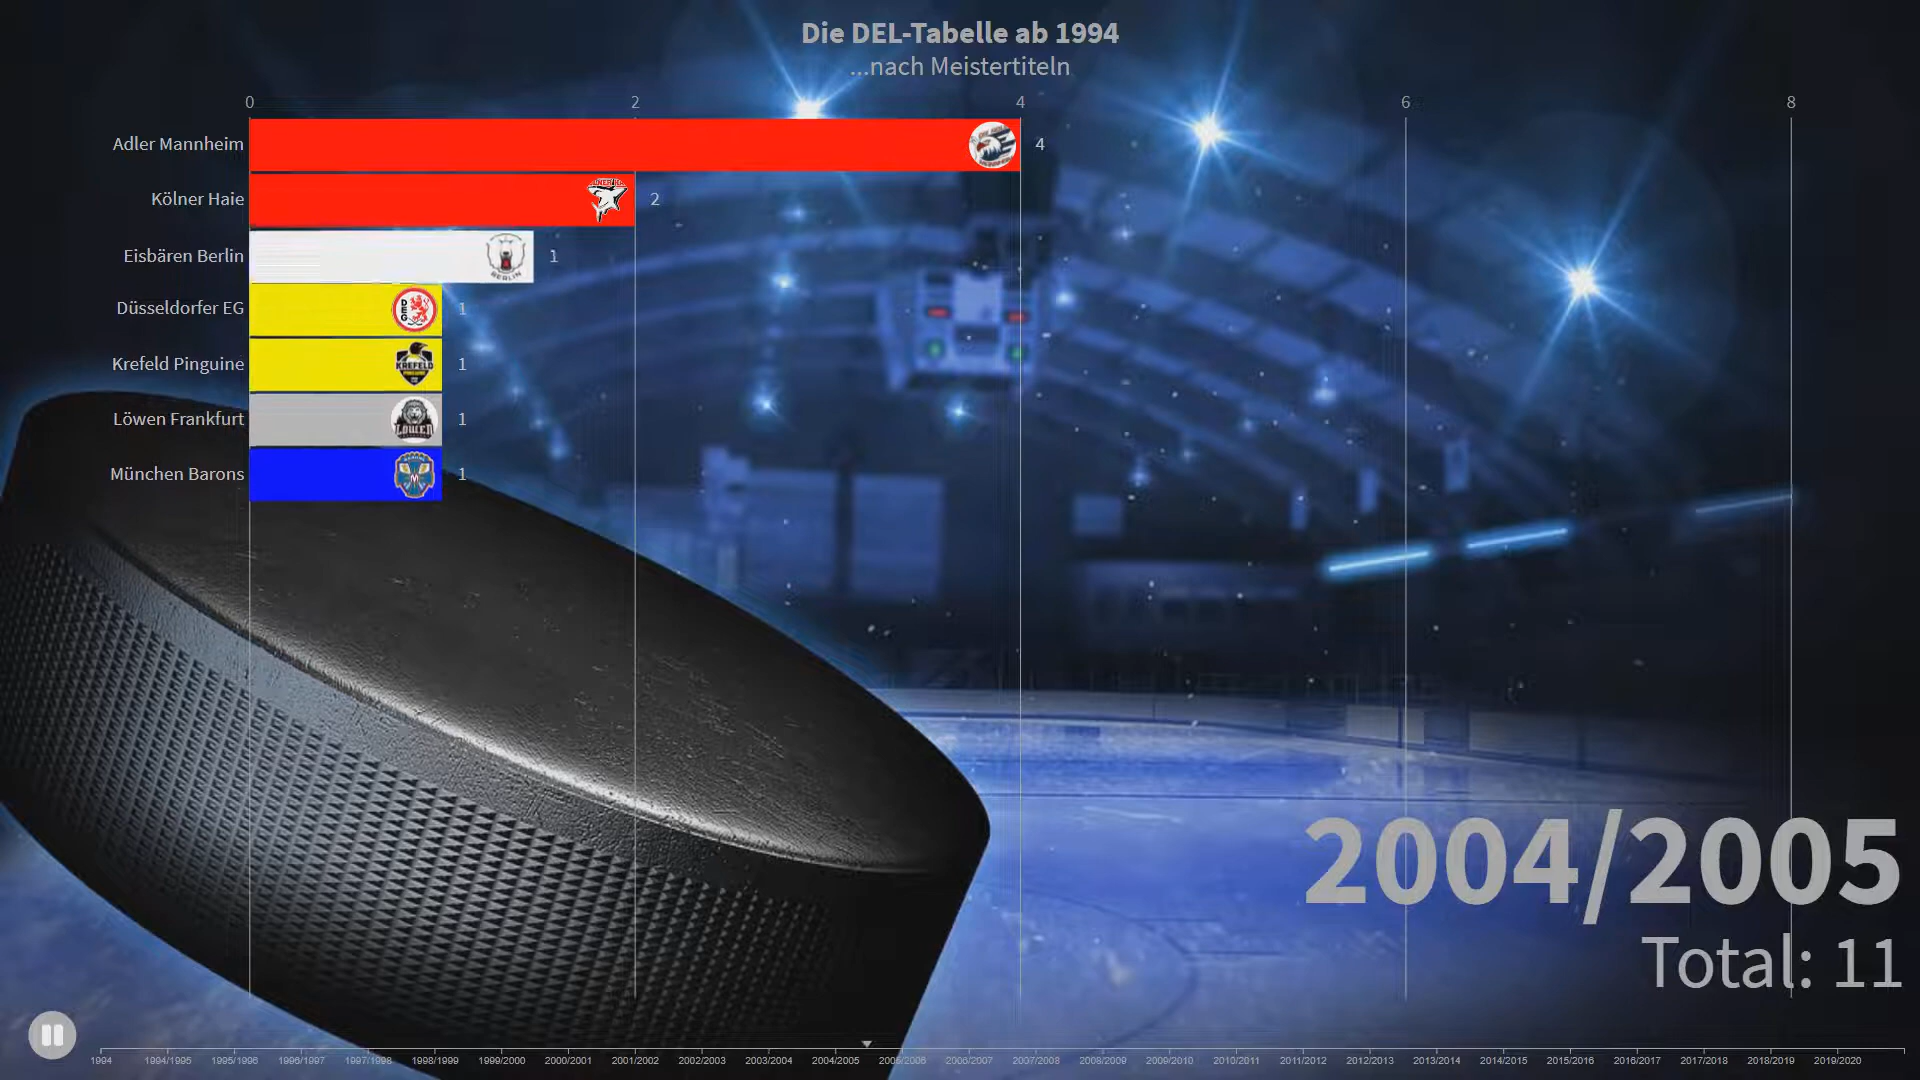 Die DEL-Tabelle ab 1994
...nach Meistertiteln
0 2 4 6 8
Adler Mannheim 4
Kölner Haie 2
Eisbären Berlin BERLIN 1
Düsseldorfer EG DEG 1
Krefeld Pinguine KREFELD 1
Löwen Frankfurt LÖWEN 1
München Barons 1
2004/2005
Total: 11
1994 1994/1995 1995/1996 1996/1997 1997/1998 1998/1999 1999/2000 2000/2001 2001/2002 2002/2003 2003/2004 2004/2005 2005/2006 2006/2007 2007/2008 2008/2009 2009/2010 2010/2011 2011/2012 2012/2013 2013/2014 2014/2015 2015/2016 2016/2017 2017/2018 2018/2019 2019/2020